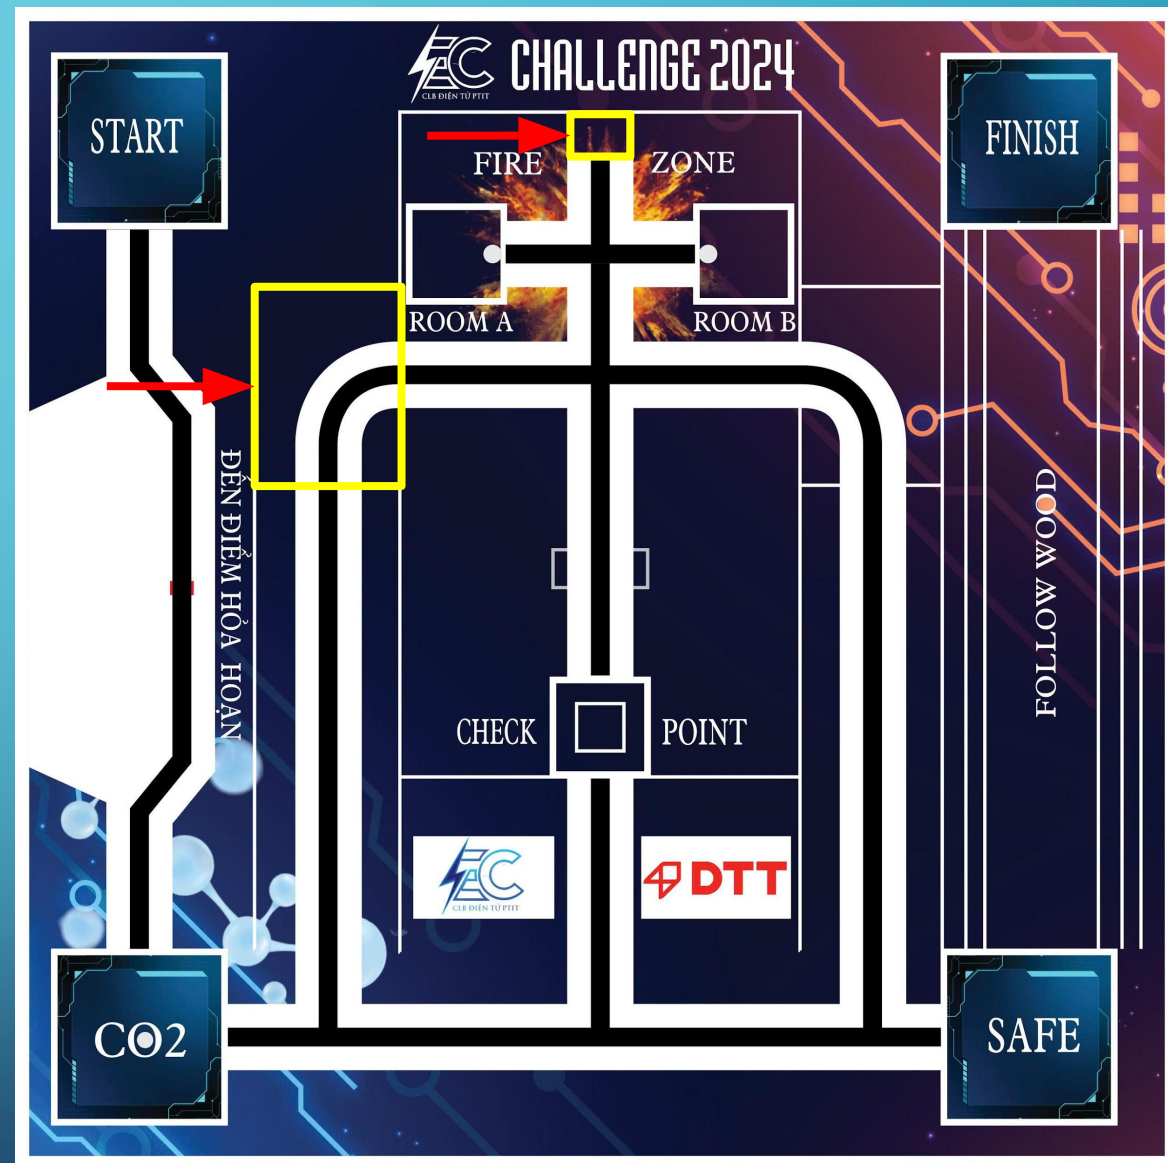 CHALLENGE 2024
CLB ĐIỆN TỬ PTIT
START
FINISH
FIRE ZONE
ROOM A
ROOM B
ĐẾN ĐIỂM HỎA HOẠN
FOLLOW WOOD
CHECK POINT
EC
CLB ĐIỆN TỬ PTIT
DTT
CO2
SAFE